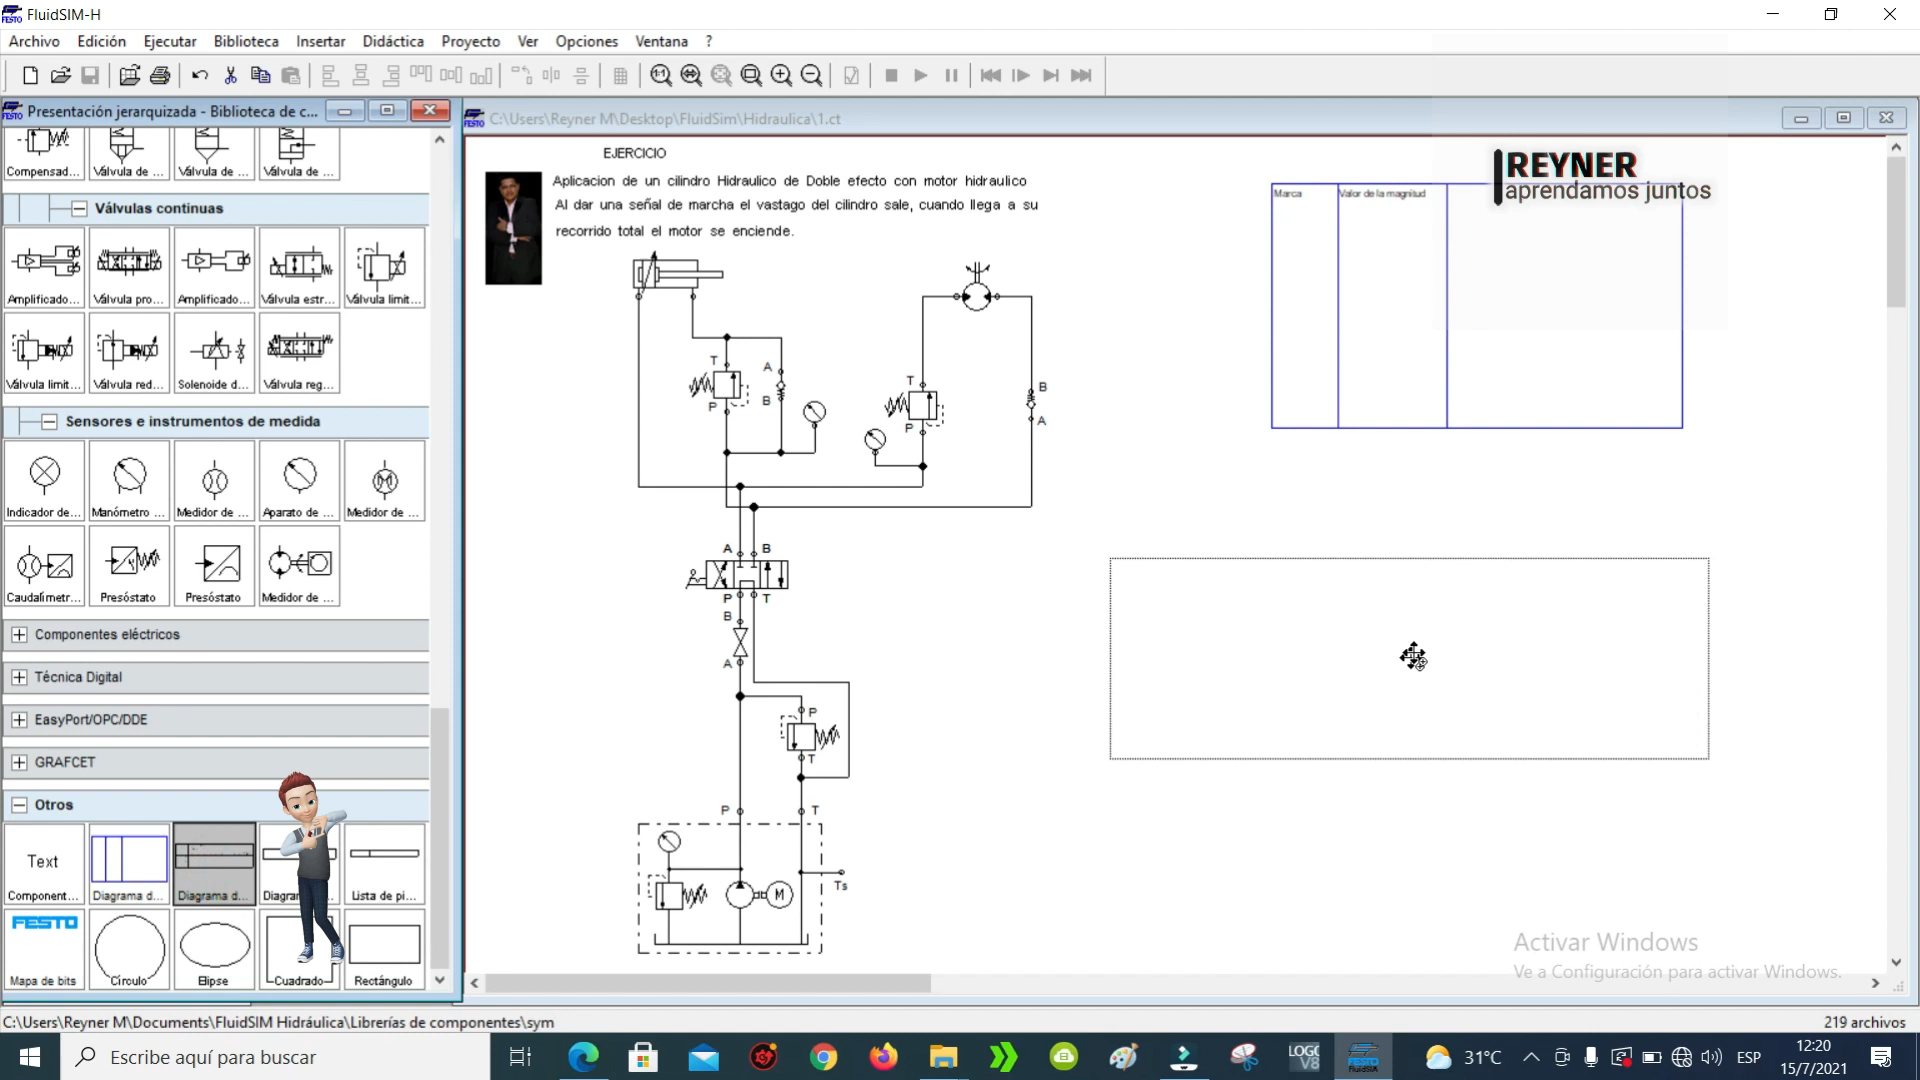 FESTO FluidSIM-H
Archivo Edición Ejecutar Biblioteca Insertar Didáctica Proyecto Ver Opciones Ventana ?
Presentación jerarquizada - Biblioteca de c...
Compensad... Válvula de ... Válvula de ... Válvula de ...
Válvulas continuas
Amplificado... Válvula pro... Amplificado... Válvula estr... Válvula limit...
Válvula limit... Válvula red... Solenoide d... Válvula reg...
Sensores e instrumentos de medida
Indicador de... Manómetro ... Medidor de ... Aparato de ... Medidor de ...
Caudalímetr... Presóstato Presóstato Medidor de ...
Componentes eléctricos
Técnica Digital
EasyPort/OPC/DDE
GRAFCET
Otros
Text
Component... Diagrama d... Diagrama d... Diagra Lista de pi...
FESTO
Mapa de bits Círculo Elipse Cuadrado Rectángulo
C:\Users\Reyner M\Desktop\FluidSim\Hidraulica\1.ct
EJERCICIO
Aplicacion de un cilindro Hidraulico de Doble efecto con motor hidraulico
Al dar una señal de marcha el vastago del cilindro sale, cuando llega a su
recorrido total el motor se enciende.
REYNER
aprendamos juntos
Marca Valor de la magnitud
T A
P B
T B
P A
A B
P T
B
A
P
T
P T
M
Ts
Activar Windows
Ve a Configuración para activar Windows.
C:\Users\Reyner M\Documents\FluidSIM Hidráulica\Librerías de componentes\sym
219 archivos
Escribe aquí para buscar
LOGO V8
FESTO FluidSIM
31°C
ESP
12:20
15/7/2021